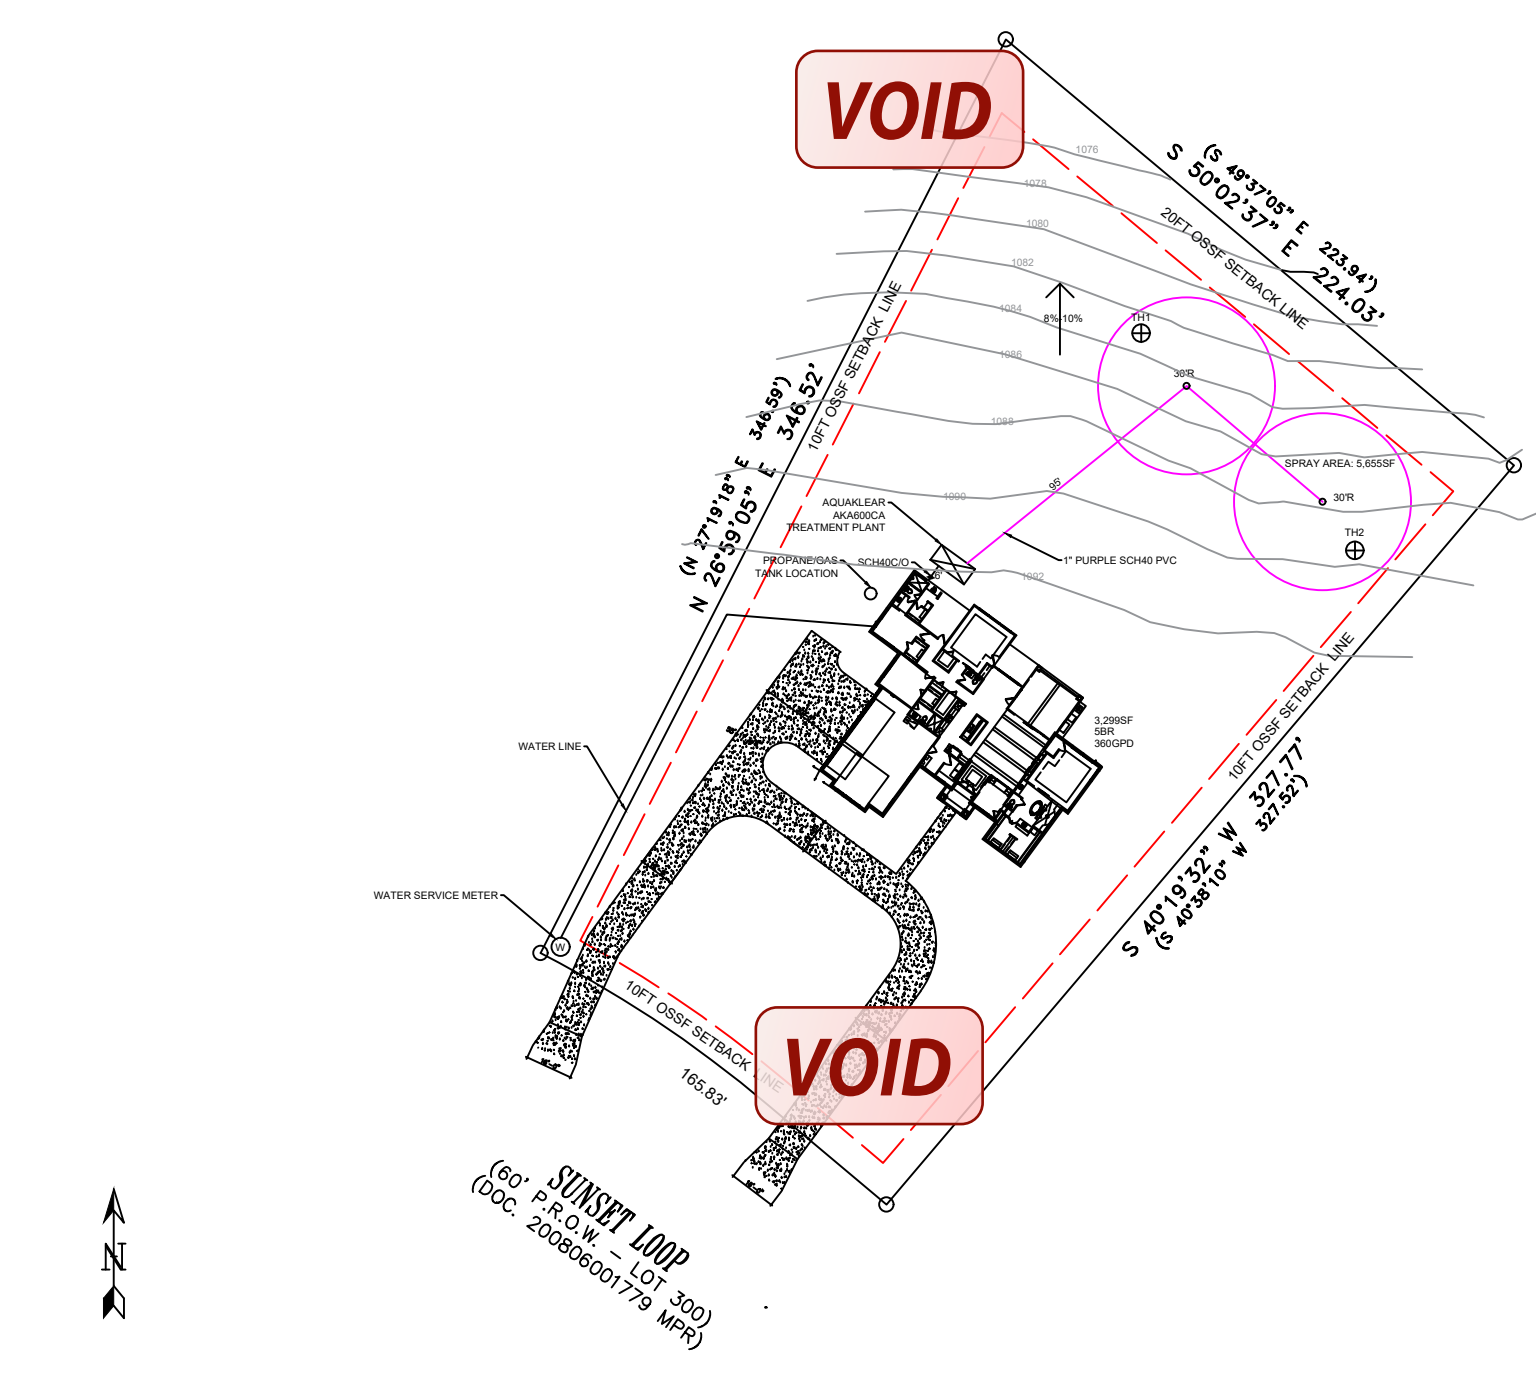 VOID
1076
1078
1080
1082
1084
1086
1088
1090
1092
(S 49°37'05" E 223.94')
S 50°02'37" E 224.03'
20FT OSSF SETBACK LINE
8%-10%
TH1
30'R
SPRAY AREA: 5,655SF
30'R
TH2
10FT OSSF SETBACK LINE
(N 27°19'18" E 346.59')
N 26°59'05" E 346.52'
95'
AQUAKLEAR
AKA600CA
TREATMENT PLANT
PROPANE/GAS
TANK LOCATION
SCH40C/O
6'
1" PURPLE SCH40 PVC
3,299SF
5BR
360GPD
10FT OSSF SETBACK LINE
S 40°19'32" W 327.77'
(S 40°38'10" W 327.52')
WATER LINE
WATER SERVICE METER
W
10FT OSSF SETBACK LINE
165.83'
VOID
SUNSET LOOP
(60' P.R.O.W. – LOT 300)
(DOC. 200806001779 MPR)
N